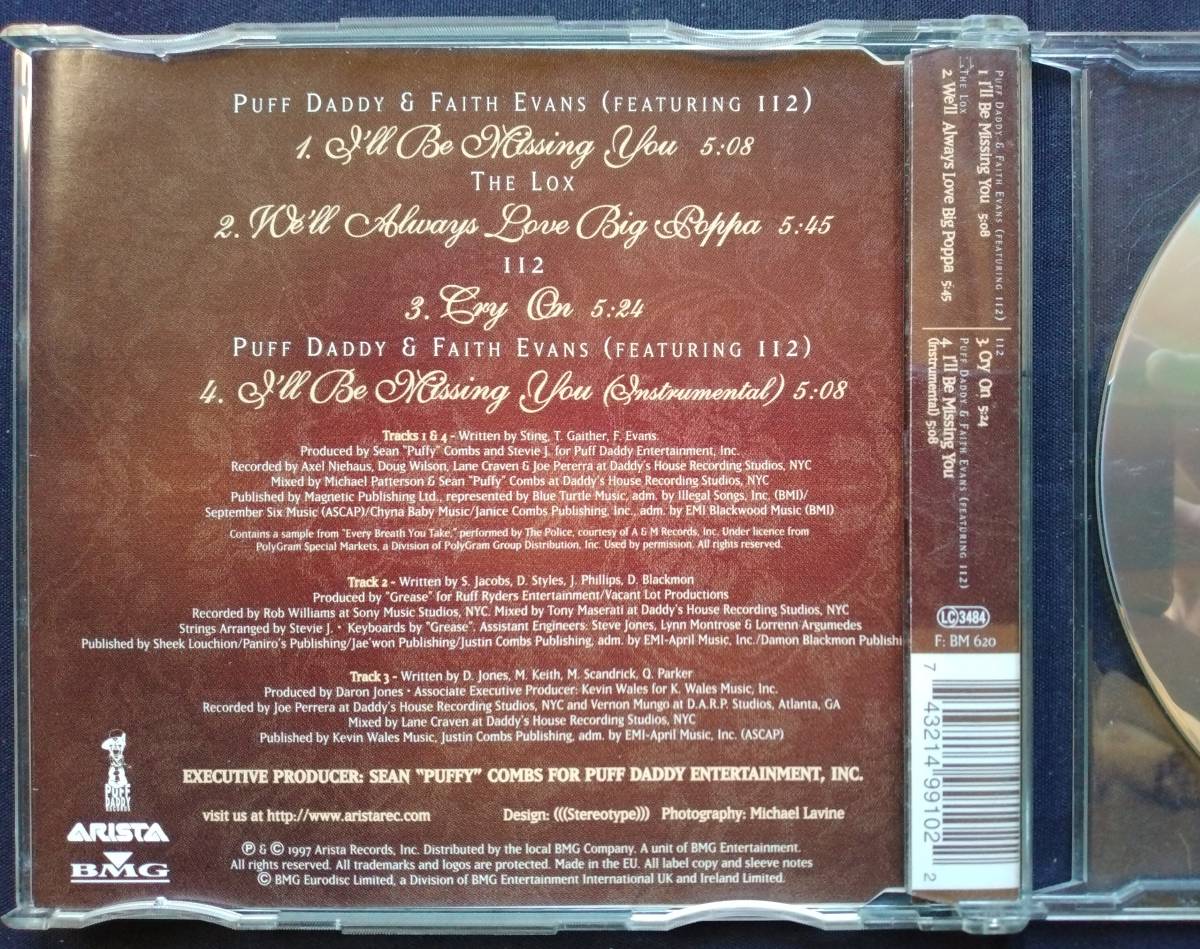 PUFF DADDY & FAITH EVANS (FEATURING 112)
1. I'll Be Missing You 5:08
THE LOX
2. We'll Always Love Big Poppa 5:45
112
3. Cry On 5:24
PUFF DADDY & FAITH EVANS (FEATURING 112)
4. I'll Be Missing You (Instrumental) 5:08
Tracks 1 & 4 - Written by Sting, T. Gaither, F. Evans.
Produced by Sean "Puffy" Combs and Stevie J. for Puff Daddy Entertainment, Inc.
Recorded by Axel Niehaus, Doug Wilson, Lane Craven & Joe Pererra at Daddy's House Recording Studios, NYC
Mixed by Michael Patterson & Sean "Puffy" Combs at Daddy's House Recording Studios, NYC
Published by Magnetic Publishing Ltd., represented by Blue Turtle Music, adm. by Illegal Songs, Inc. (BMI)/
September Six Music (ASCAP)/Chyna Baby Music/Janice Combs Publishing, Inc., adm. by EMI Blackwood Music (BMI)
Contains a sample from "Every Breath You Take," performed by The Police, courtesy of A & M Records, Inc. Under licence from
PolyGram Special Markets, a Division of PolyGram Group Distribution, Inc. Used by permission. All rights reserved.
Track 2 - Written by S. Jacobs, D. Styles, J. Phillips, D. Blackmon
Produced by "Grease" for Ruff Ryders Entertainment/Vacant Lot Productions
Recorded by Rob Williams at Sony Music Studios, NYC. Mixed by Tony Maserati at Daddy's House Recording Studios, NYC
Strings Arranged by Stevie J. • Keyboards by "Grease". Assistant Engineers: Steve Jones, Lynn Montrose & Lorrenn Argumedes
Published by Sheek Louchion/Paniro's Publishing/Jae'won Publishing/Justin Combs Publishing, adm. by EMI-April Music, Inc./Damon Blackmon Publishi
Track 3 - Written by D. Jones, M. Keith, M. Scandrick, Q. Parker
Produced by Daron Jones • Associate Executive Producer: Kevin Wales for K. Wales Music, Inc.
Recorded by Joe Perrera at Daddy's House Recording Studios, NYC and Vernon Mungo at D.A.R.P. Studios, Atlanta, GA
Mixed by Lane Craven at Daddy's House Recording Studios, NYC
Published by Kevin Wales Music, Justin Combs Publishing, adm. by EMI-April Music, Inc. (ASCAP)
EXECUTIVE PRODUCER: SEAN "PUFFY" COMBS FOR PUFF DADDY ENTERTAINMENT, INC.
visit us at http://www.aristarec.com Design: (((Stereotype))) Photography: Michael Lavine
℗ & © 1997 Arista Records, Inc. Distributed by the local BMG Company. A unit of BMG Entertainment.
All rights reserved. All trademarks and logos are protected. Made in the EU. All label copy and sleeve notes
© BMG Eurodisc Limited, a Division of BMG Entertainment International UK and Ireland Limited.
PUFF DADDY
RECORDS
ARISTA
BMG
PUFF DADDY & FAITH EVANS (FEATURING 112)
1. I'll Be Missing You 5:08
THE LOX
2. We'll Always Love Big Poppa 5:45
112
3. Cry On 5:24
PUFF DADDY & FAITH EVANS (FEATURING 112)
4. I'll Be Missing You
(Instrumental) 5:08
LC 3484
F: BM 620
7 43214 99102 2